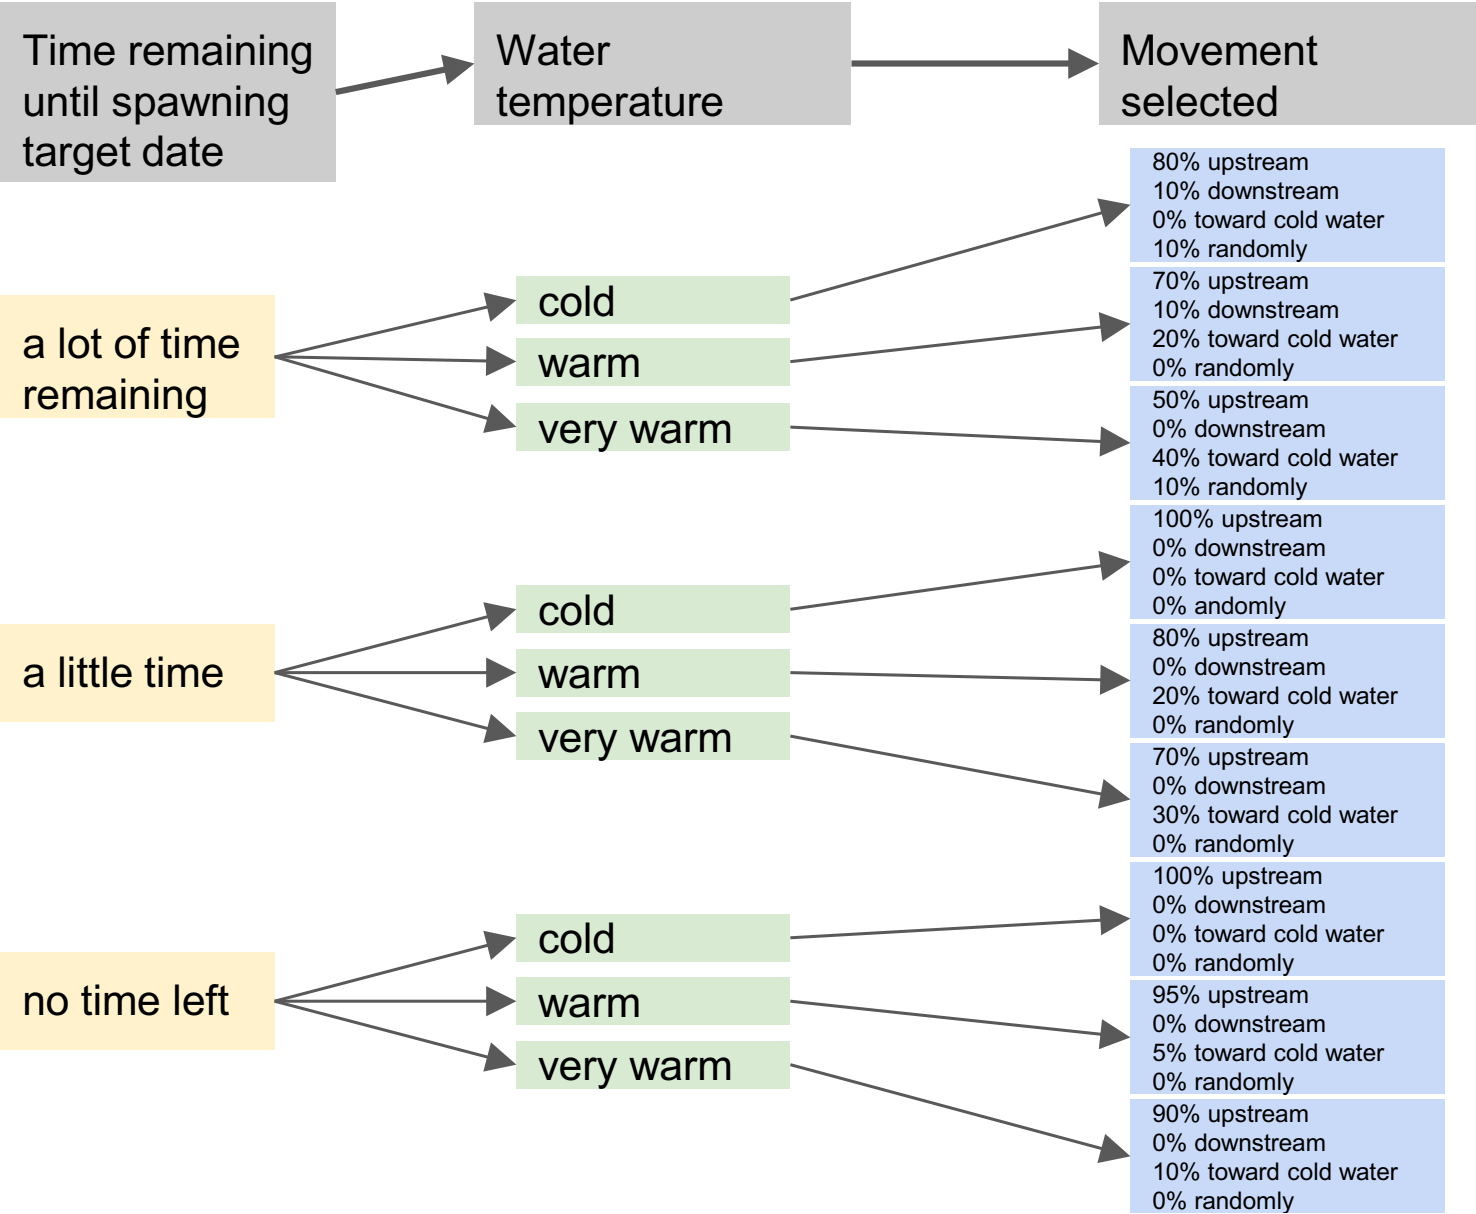 Time remaining
until spawning
target date
Water
temperature
Movement
selected
a lot of time
remaining
cold
warm
very warm
80% upstream
10% downstream
0% toward cold water
10% randomly
70% upstream
10% downstream
20% toward cold water
0% randomly
50% upstream
0% downstream
40% toward cold water
10% randomly
a little time
cold
warm
very warm
100% upstream
0% downstream
0% toward cold water
0% andomly
80% upstream
0% downstream
20% toward cold water
0% randomly
70% upstream
0% downstream
30% toward cold water
0% randomly
no time left
cold
warm
very warm
100% upstream
0% downstream
0% toward cold water
0% randomly
95% upstream
0% downstream
5% toward cold water
0% randomly
90% upstream
0% downstream
10% toward cold water
0% randomly